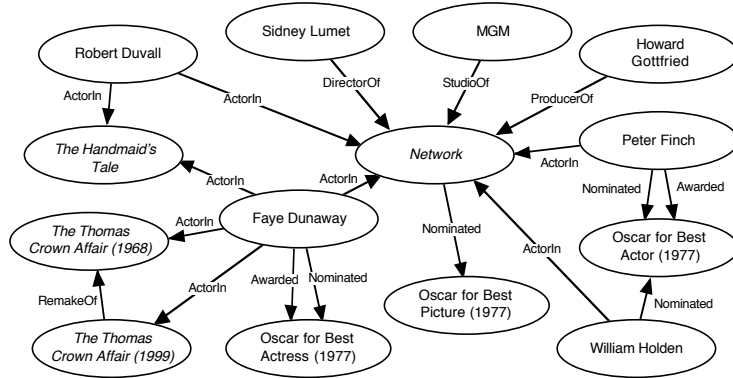 Sidney Lumet
MGM
Robert Duvall
Howard
Gottfried
ActorIn
DirectorOf
StudioOf
ProducerOf
ActorIn
The Handmaid's
Tale
Network
Peter Finch
ActorIn
ActorIn
ActorIn
Nominated
Awarded
The Thomas
Crown Affair (1968)
ActorIn
Faye Dunaway
Nominated
Oscar for Best
Actor (1977)
ActorIn
Awarded
Nominated
ActorIn
RemakeOf
Oscar for Best
Picture (1977)
Nominated
The Thomas
Crown Affair (1999)
Oscar for Best
Actress (1977)
William Holden